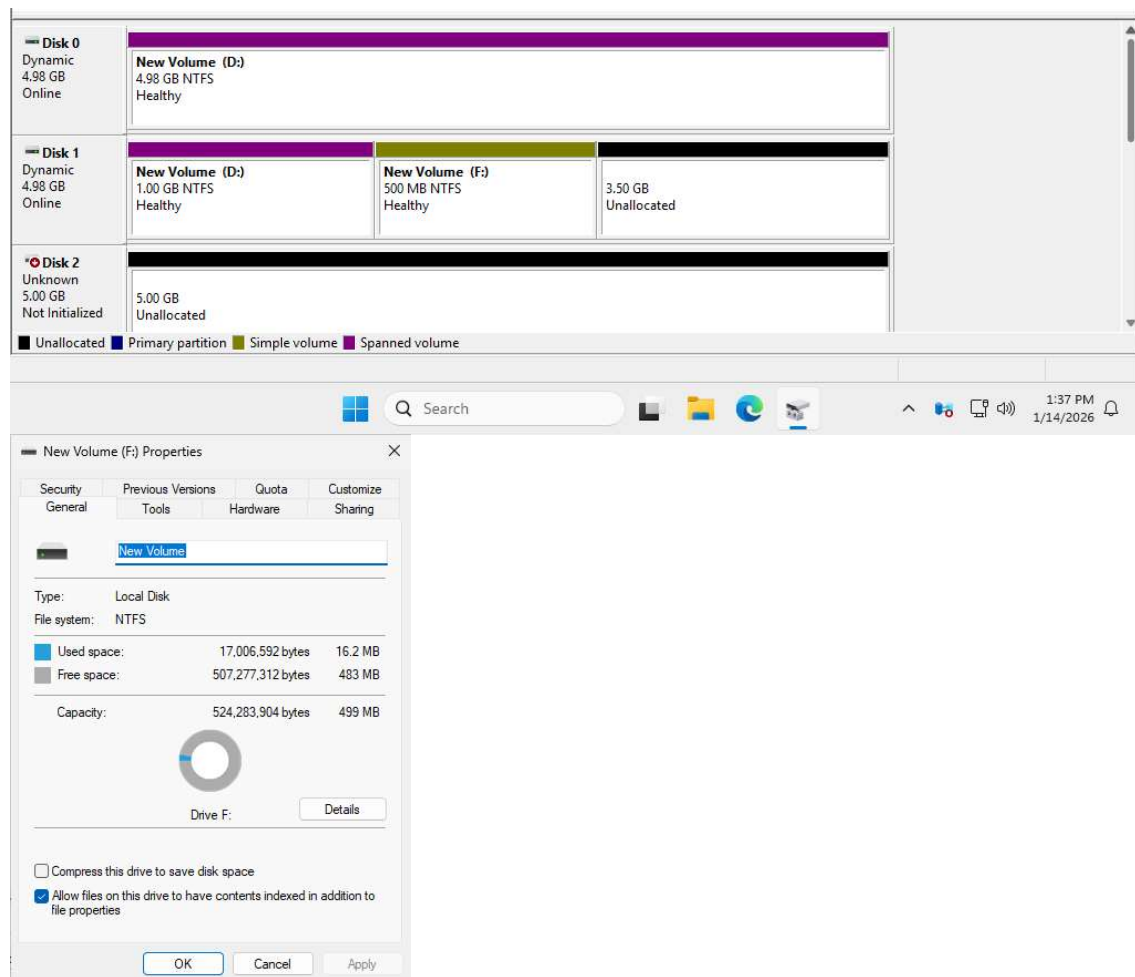 Disk 0
Dynamic
4.98 GB
Online
New Volume (D:)
4.98 GB NTFS
Healthy
Disk 1
Dynamic
4.98 GB
Online
New Volume (D:)
1.00 GB NTFS
Healthy
New Volume (F:)
500 MB NTFS
Healthy
3.50 GB
Unallocated
Disk 2
Unknown
5.00 GB
Not Initialized
5.00 GB
Unallocated
Unallocated Primary partition Simple volume Spanned volume
Search
1:37 PM
1/14/2026
New Volume (F:) Properties
Security Previous Versions Quota Customize
General Tools Hardware Sharing
New Volume
Type: Local Disk
File system: NTFS
Used space: 17,006,592 bytes 16.2 MB
Free space: 507,277,312 bytes 483 MB
Capacity: 524,283,904 bytes 499 MB
Drive F:
Details
Compress this drive to save disk space
Allow files on this drive to have contents indexed in addition to
file properties
OK Cancel Apply